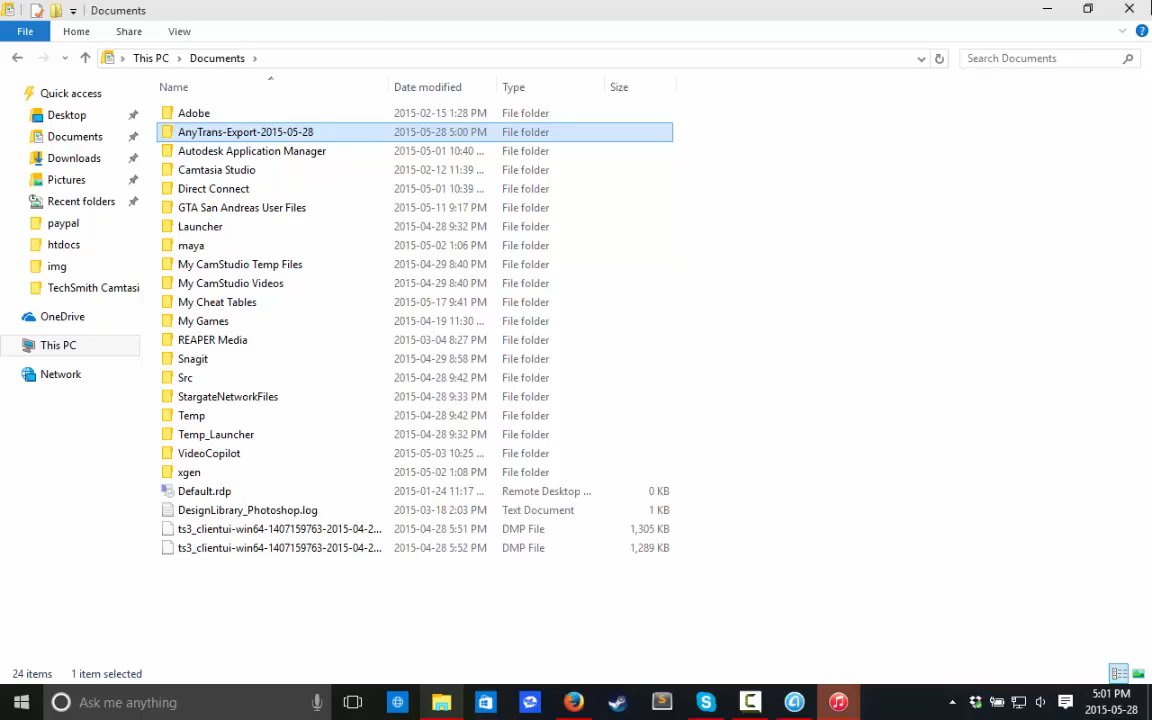 Documents
File Home Share View
This PC Documents
Search Documents
Name Date modified Type Size
Quick access
Desktop
Documents
Downloads
Pictures
Recent folders
paypal
htdocs
img
TechSmith Camtasi
OneDrive
This PC
Network
Adobe 2015-02-15 1:28 PM File folder
AnyTrans-Export-2015-05-28 2015-05-28 5:00 PM File folder
Autodesk Application Manager 2015-05-01 10:40 ... File folder
Camtasia Studio 2015-02-12 11:39 ... File folder
Direct Connect 2015-05-01 10:39 ... File folder
GTA San Andreas User Files 2015-05-11 9:17 PM File folder
Launcher 2015-04-28 9:32 PM File folder
maya 2015-05-02 1:06 PM File folder
My CamStudio Temp Files 2015-04-29 8:40 PM File folder
My CamStudio Videos 2015-04-29 8:40 PM File folder
My Cheat Tables 2015-05-17 9:41 PM File folder
My Games 2015-04-19 11:30 ... File folder
REAPER Media 2015-03-04 8:27 PM File folder
Snagit 2015-04-29 8:58 PM File folder
Src 2015-04-28 9:42 PM File folder
StargateNetworkFiles 2015-04-28 9:33 PM File folder
Temp 2015-04-28 9:42 PM File folder
Temp_Launcher 2015-04-28 9:32 PM File folder
VideoCopilot 2015-05-03 10:25 ... File folder
xgen 2015-05-02 1:08 PM File folder
Default.rdp 2015-01-24 11:17 ... Remote Desktop ... 0 KB
DesignLibrary_Photoshop.log 2015-03-18 2:03 PM Text Document 1 KB
ts3_clientui-win64-1407159763-2015-04-2... 2015-04-28 5:51 PM DMP File 1,305 KB
ts3_clientui-win64-1407159763-2015-04-2... 2015-04-28 5:52 PM DMP File 1,289 KB
24 items 1 item selected
Ask me anything
5:01 PM
2015-05-28